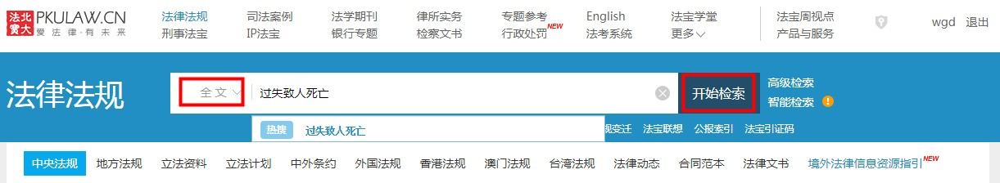 北大法宝 PKULAW.CN
爱法律·有未来
法律法规 司法案例 法学期刊 律所实务 专题参考 English 法宝学堂 法宝周视点
刑事法宝 IP法宝 银行专题 检察文书 行政处罚 NEW 法考系统 更多 产品与服务
wgd 退出
法律法规 全文 过失致人死亡 开始检索
高级检索
智能检索
热搜 过失致人死亡
规变迁 法宝联想 公报索引 法宝引证码
中央法规 地方法规 立法资料 立法计划 中外条约 外国法规 香港法规 澳门法规 台湾法规 法律动态 合同范本 法律文书 境外法律信息资源指引 NEW